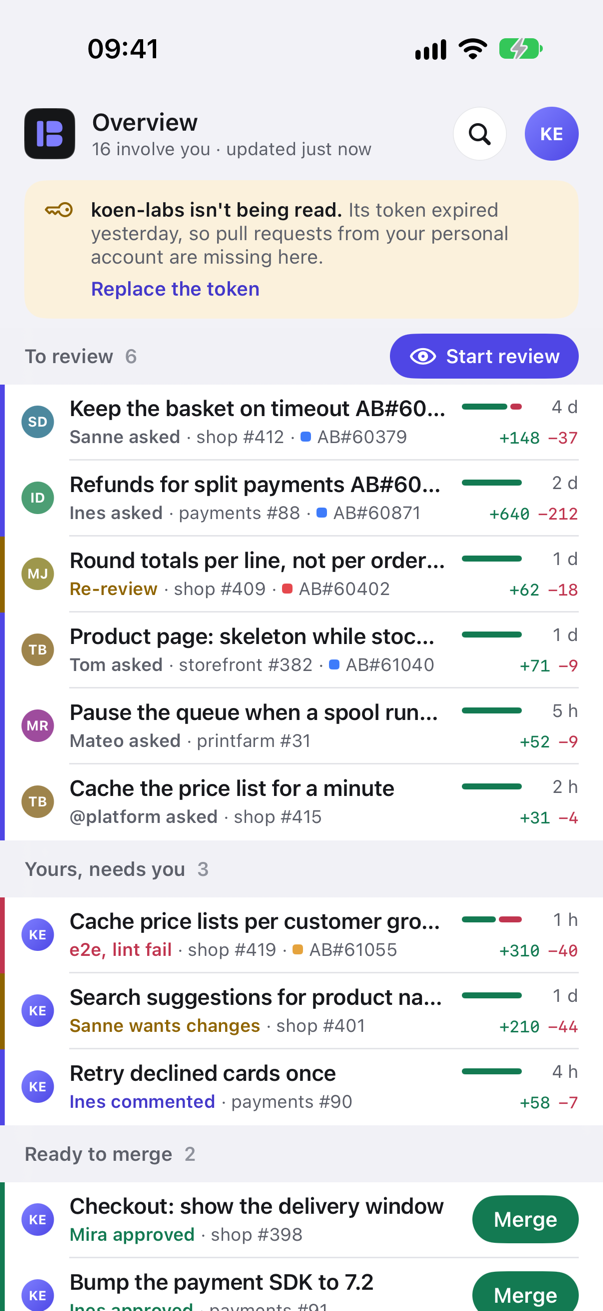 09:41
Overview
16 involve you · updated just now
KE
koen-labs isn't being read. Its token expired
yesterday, so pull requests from your personal
account are missing here.
Replace the token
To review 6
Start review
SD
Keep the basket on timeout AB#60...
4 d
Sanne asked · shop #412 · AB#60379
+148 −37
ID
Refunds for split payments AB#60...
2 d
Ines asked · payments #88 · AB#60871
+640 −212
MJ
Round totals per line, not per order...
1 d
Re-review · shop #409 · AB#60402
+62 −18
TB
Product page: skeleton while stoc...
1 d
Tom asked · storefront #382 · AB#61040
+71 −9
MR
Pause the queue when a spool run...
5 h
Mateo asked · printfarm #31
+52 −9
TB
Cache the price list for a minute
2 h
@platform asked · shop #415
+31 −4
Yours, needs you 3
KE
Cache price lists per customer gro...
1 h
e2e, lint fail · shop #419 · AB#61055
+310 −40
KE
Search suggestions for product na...
1 d
Sanne wants changes · shop #401
+210 −44
KE
Retry declined cards once
4 h
Ines commented · payments #90
+58 −7
Ready to merge 2
KE
Checkout: show the delivery window
Mira approved · shop #398
Merge
KE
Bump the payment SDK to 7.2
Ines approved · payments #91
Merge